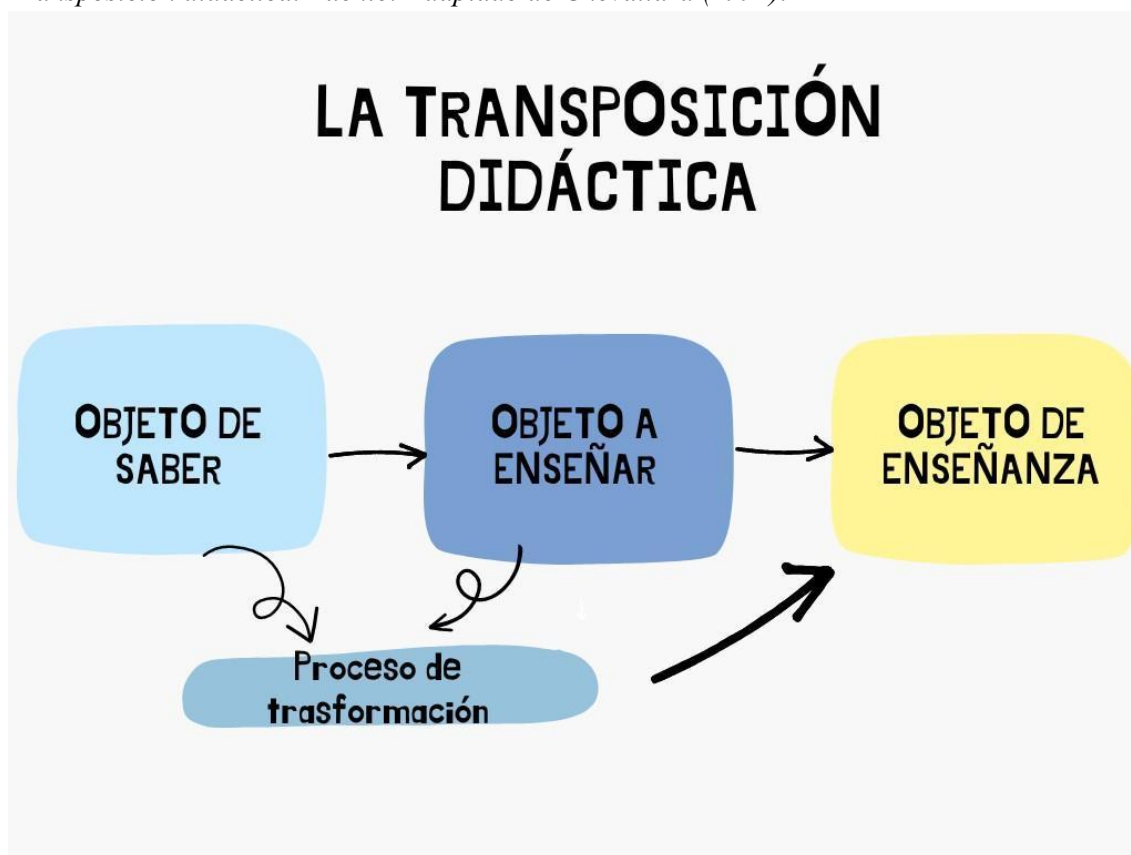 LA TRANSPOSICIÓN
DIDÁCTICA
OBJETO DE
SABER
OBJETO A
ENSEÑAR
OBJETO DE
ENSEÑANZA
Proceso de
trasformación